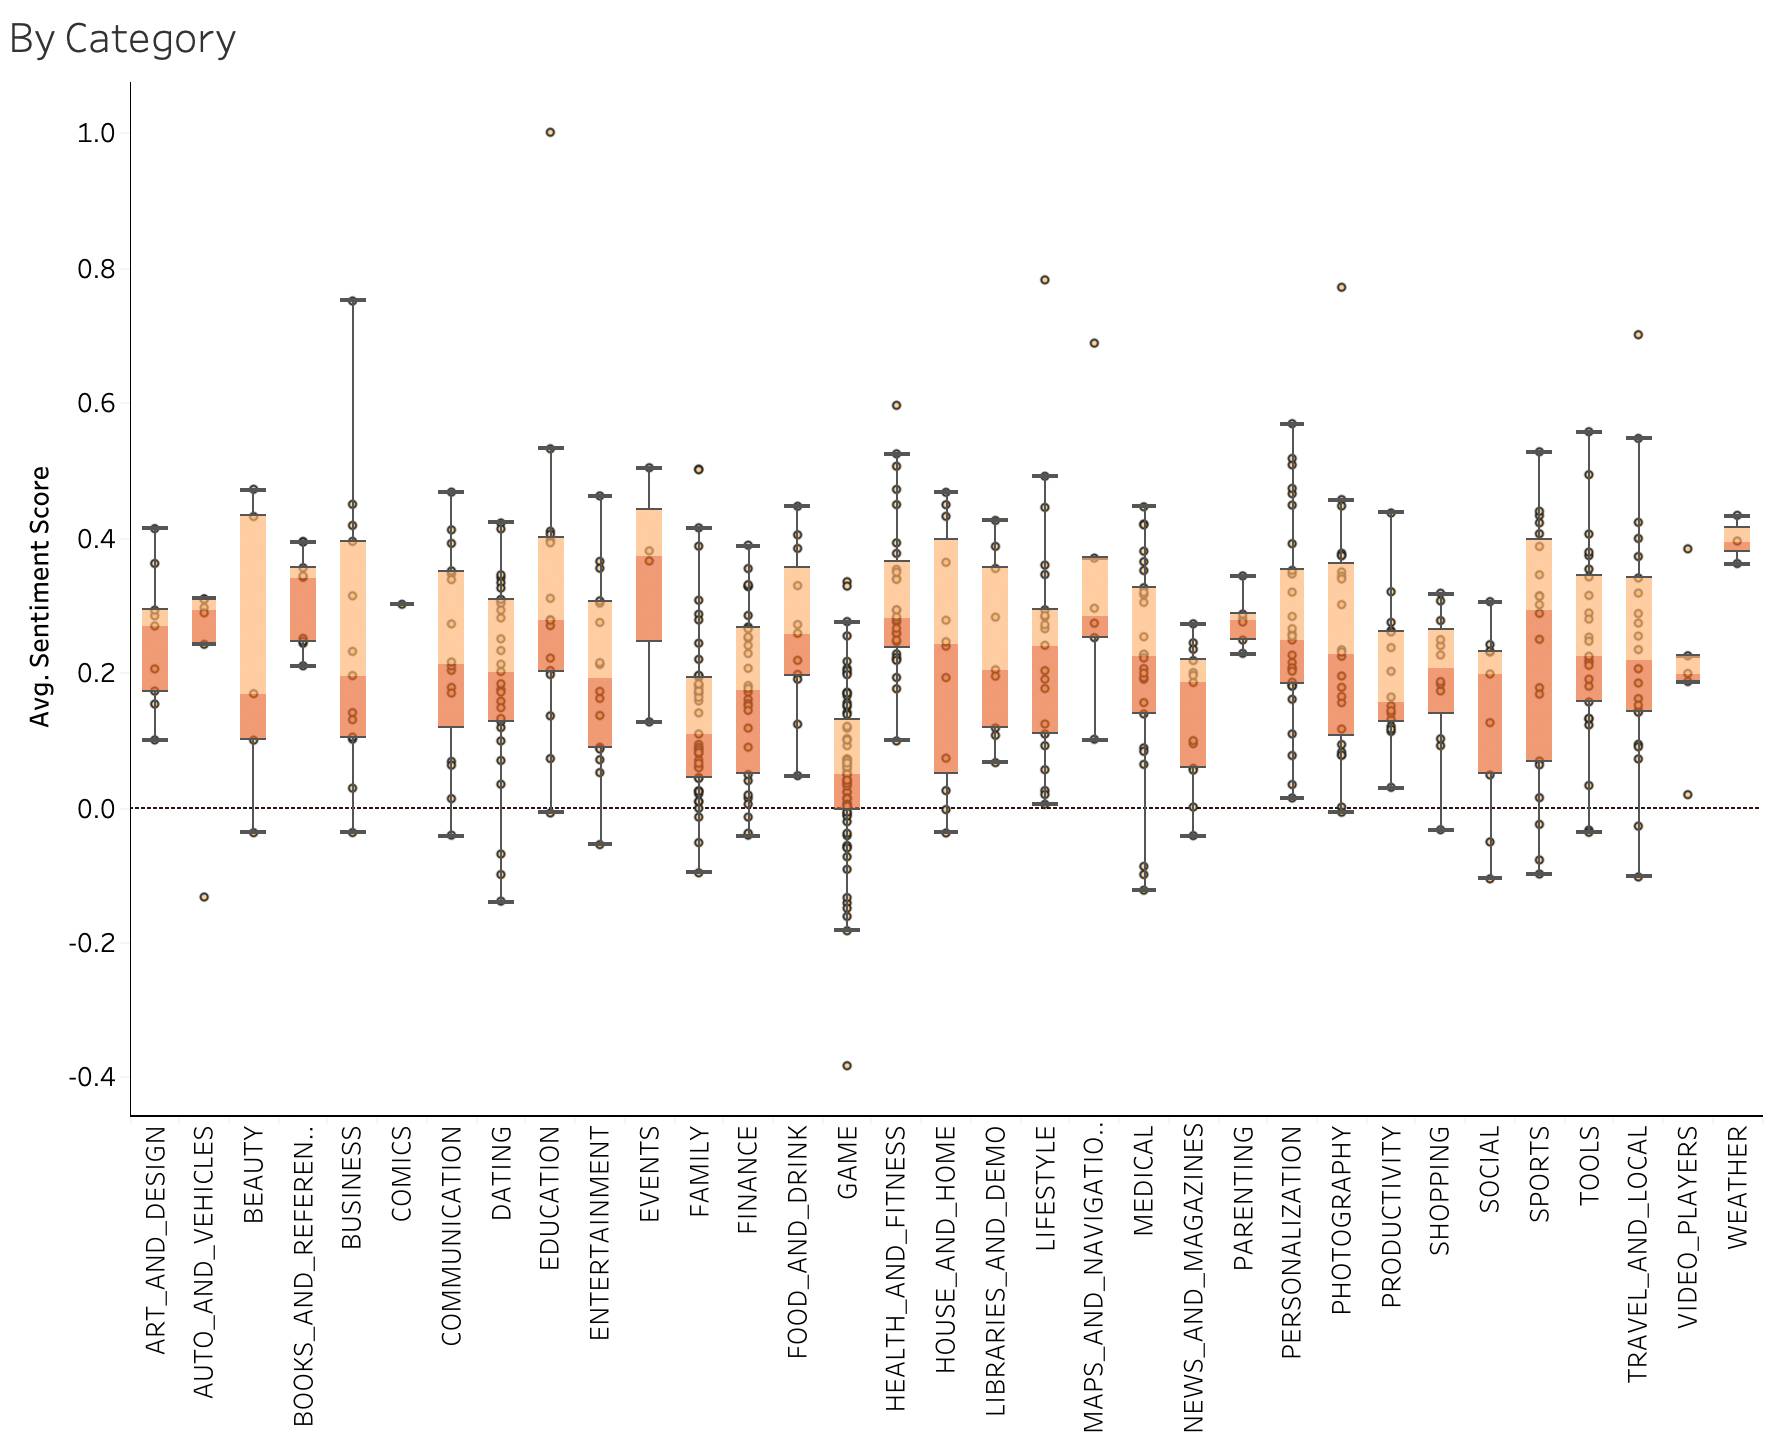 By Category
Avg. Sentiment Score
1.0
0.8
0.6
0.4
0.2
0.0
-0.2
-0.4
ART_AND_DESIGN
AUTO_AND_VEHICLES
BEAUTY
BOOKS_AND_REFEREN..
BUSINESS
COMICS
COMMUNICATION
DATING
EDUCATION
ENTERTAINMENT
EVENTS
FAMILY
FINANCE
FOOD_AND_DRINK
GAME
HEALTH_AND_FITNESS
HOUSE_AND_HOME
LIBRARIES_AND_DEMO
LIFESTYLE
MAPS_AND_NAVIGATIO..
MEDICAL
NEWS_AND_MAGAZINES
PARENTING
PERSONALIZATION
PHOTOGRAPHY
PRODUCTIVITY
SHOPPING
SOCIAL
SPORTS
TOOLS
TRAVEL_AND_LOCAL
VIDEO_PLAYERS
WEATHER